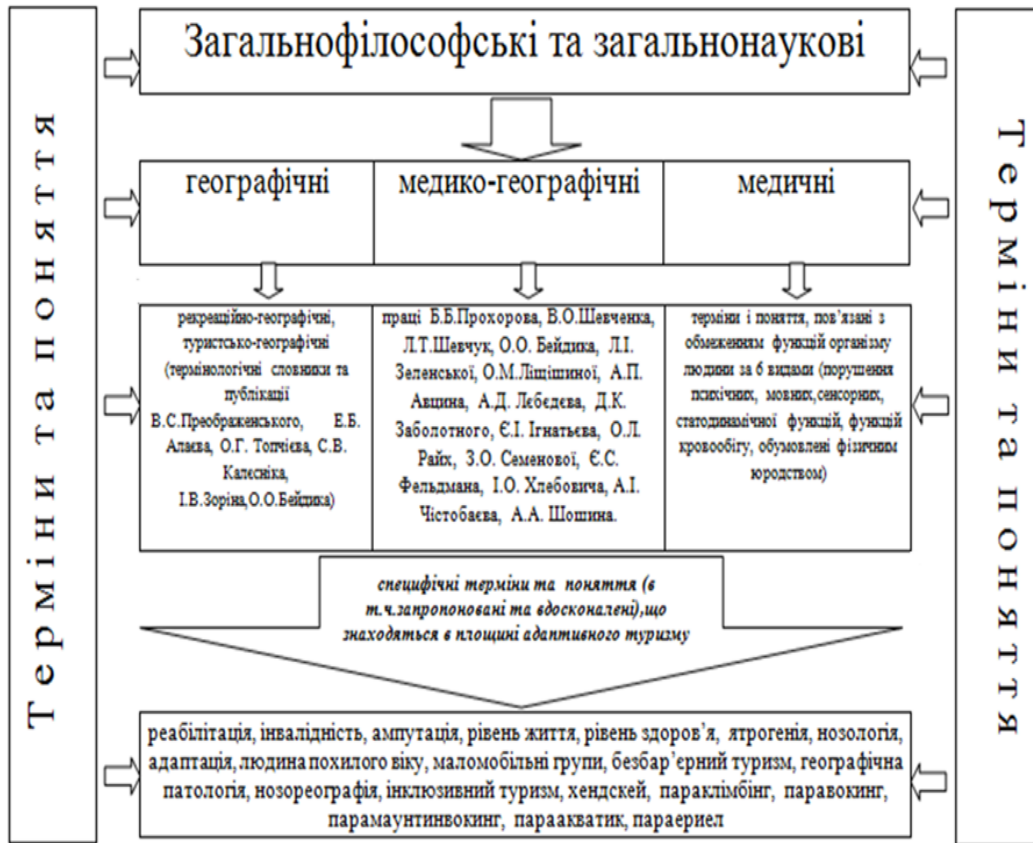 Терміни та поняття
Загальнофілософські та загальнонаукові
географічні
медико-географічні
медичні
рекреаційно-географічні,
туристсько-географічні
(термінологічні словники та
публікації
В.С.Преображенського, Е.Б.
Алаєва, О.Г. Топчієва, С.В.
Калєсніка,
І.В.Зоріна,О.О.Бейдика)
праці Б.Б.Прохорова, В.О.Шевченка,
Л.Т.Шевчук, О.О. Бейдика, Л.І.
Зеленської, О.М.Ліщішиної, А.П.
Авцина, А.Д. Лєбєдєва, Д.К.
Заболотного, Є.І. Ігнатьєва, О.Л.
Райх, З.О. Семенової, Є.С.
Фельдмана, І.О. Хлебовича, А.І.
Чістобаєва, А.А. Шошина.
терміни і поняття, пов’язані з
обмеженням функцій організму
людини за 6 видами (порушення
психічних, мовних,сенсорних,
статодинамічної функцій, функцій
кровообігу, обумовлені фізичним
юродством)
специфічні терміни та поняття (в
т.ч.запропоновані та вдосконалені),що
знаходяться в площині адаптивного туризму
реабілітація, інвалідність, ампутація, рівень життя, рівень здоров’я, ятрогенія, нозологія,
адаптація, людина похилого віку, маломобільні групи, безбар’єрний туризм, географічна
патологія, нозореографія, інклюзивний туризм, хендскей, параклімбінг, паравокинг,
парамаунтинвокинг, параакватик, параериел
Терміни та поняття